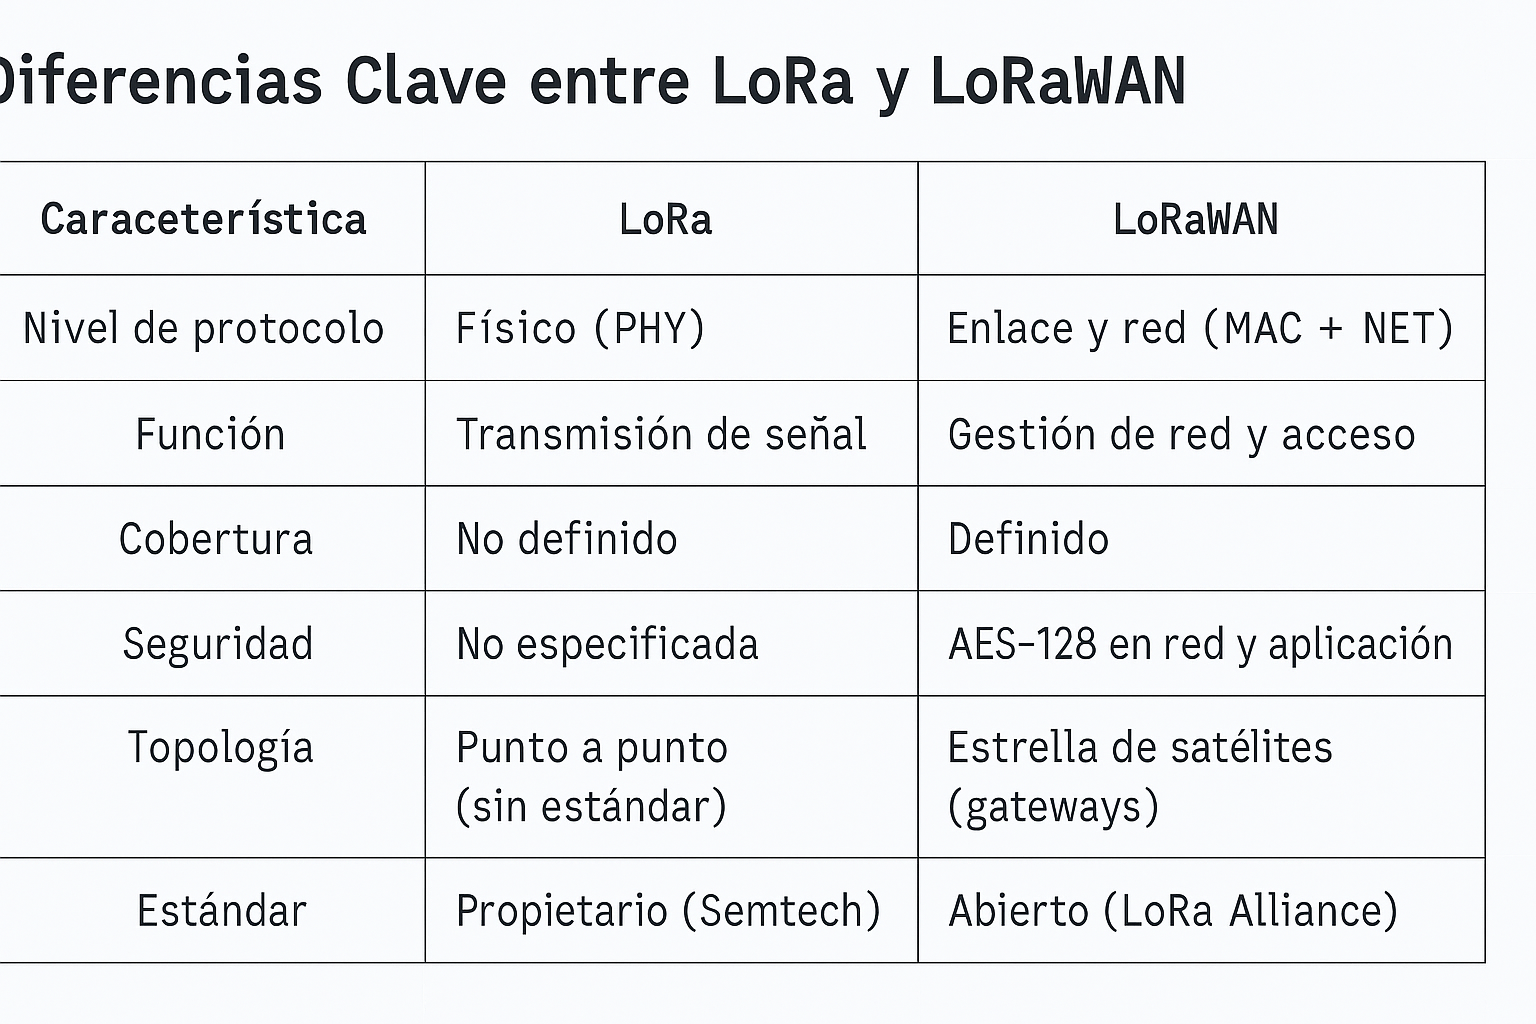 Diferencias Clave entre LoRa y LoRaWAN
Caraceterística LoRa LoRaWAN
Nivel de protocolo Físico (PHY) Enlace y red (MAC + NET)
Función Transmisión de señal Gestión de red y acceso
Cobertura No definido Definido
Seguridad No especificada AES-128 en red y aplicación
Topología Punto a punto Estrella de satélites
(sin estándar) (gateways)
Estándar Propietario (Semtech) Abierto (LoRa Alliance)